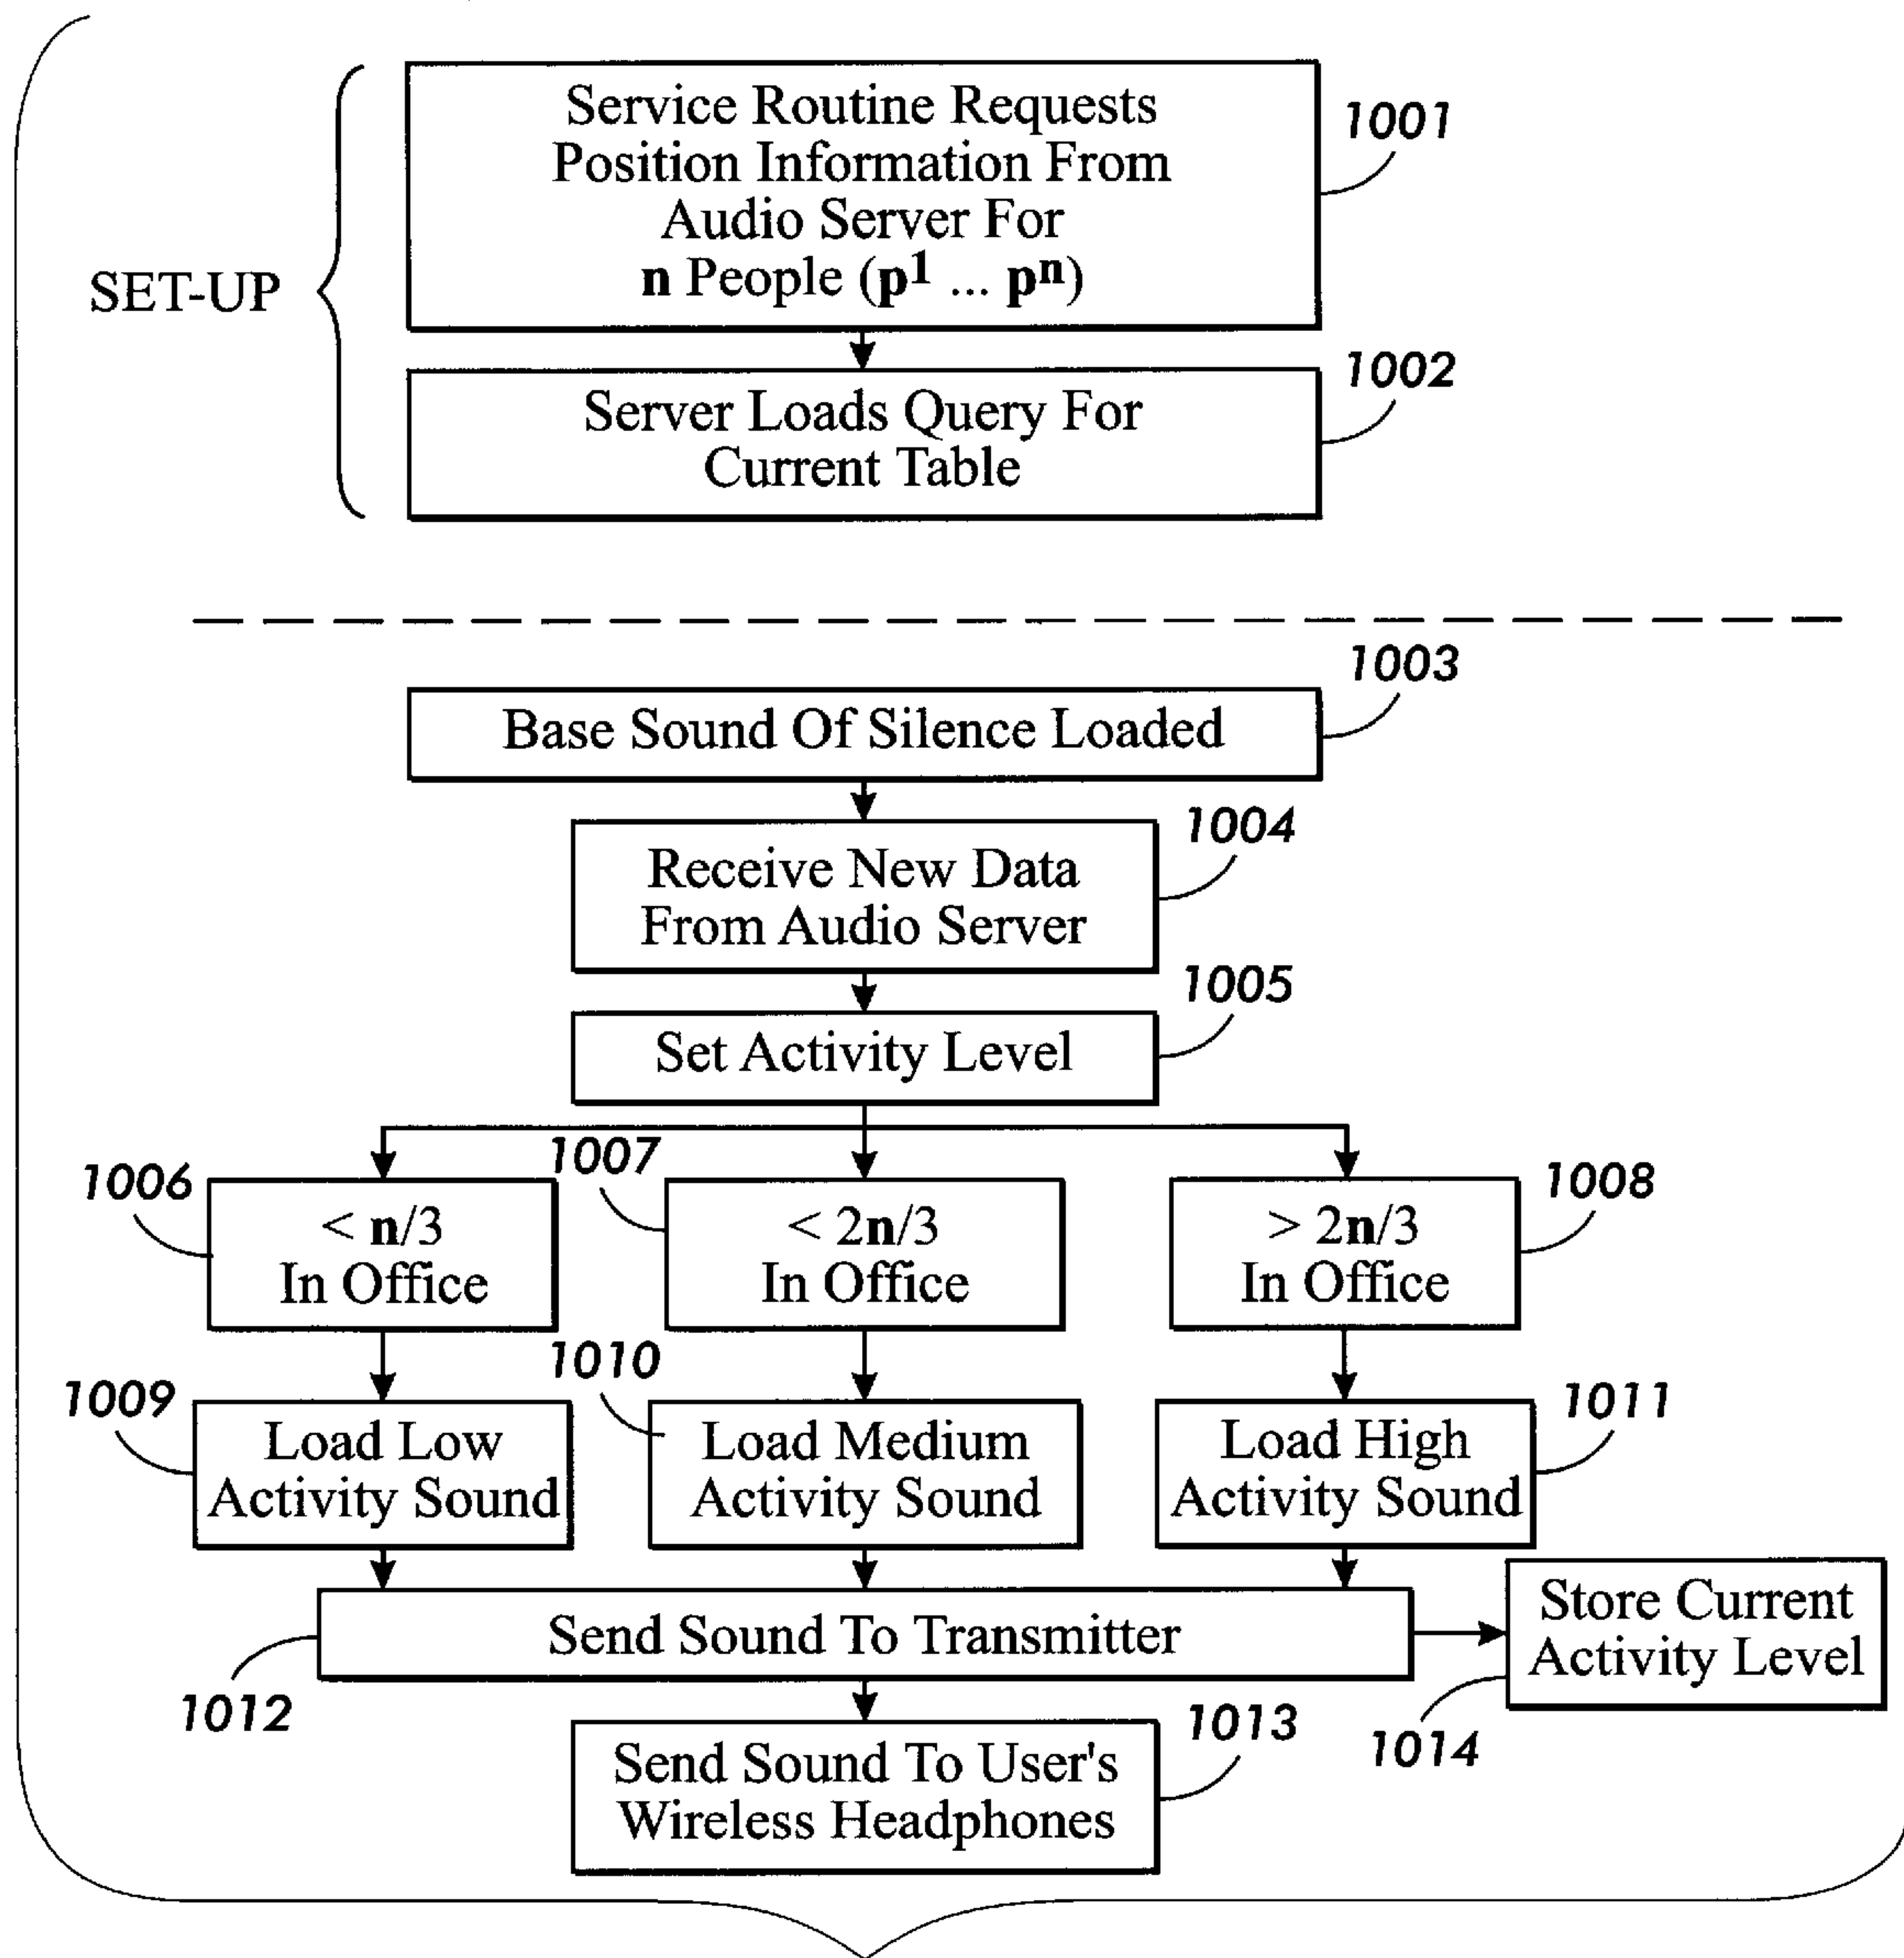 Service Routine Requests
Position Information From
Audio Server For
n People (p1 ... pn)
1001
SET-UP
Server Loads Query For
Current Table
1002
1003
Base Sound Of Silence Loaded
1004
Receive New Data
From Audio Server
1005
Set Activity Level
1006
< n/3
In Office
1007
< 2n/3
In Office
1008
> 2n/3
In Office
1009
Load Low
Activity Sound
1010
Load Medium
Activity Sound
1011
Load High
Activity Sound
Send Sound To Transmitter
1012
Store Current
Activity Level
1014
1013
Send Sound To User's
Wireless Headphones